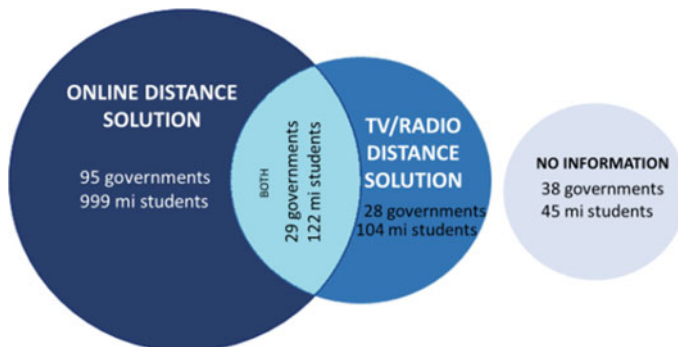 ONLINE DISTANCE
SOLUTION
95 governments
999 mi students
BOTH
29 governments
122 mi students
TV/RADIO
DISTANCE
SOLUTION
28 governments
104 mi students
NO INFORMATION
38 governments
45 mi students